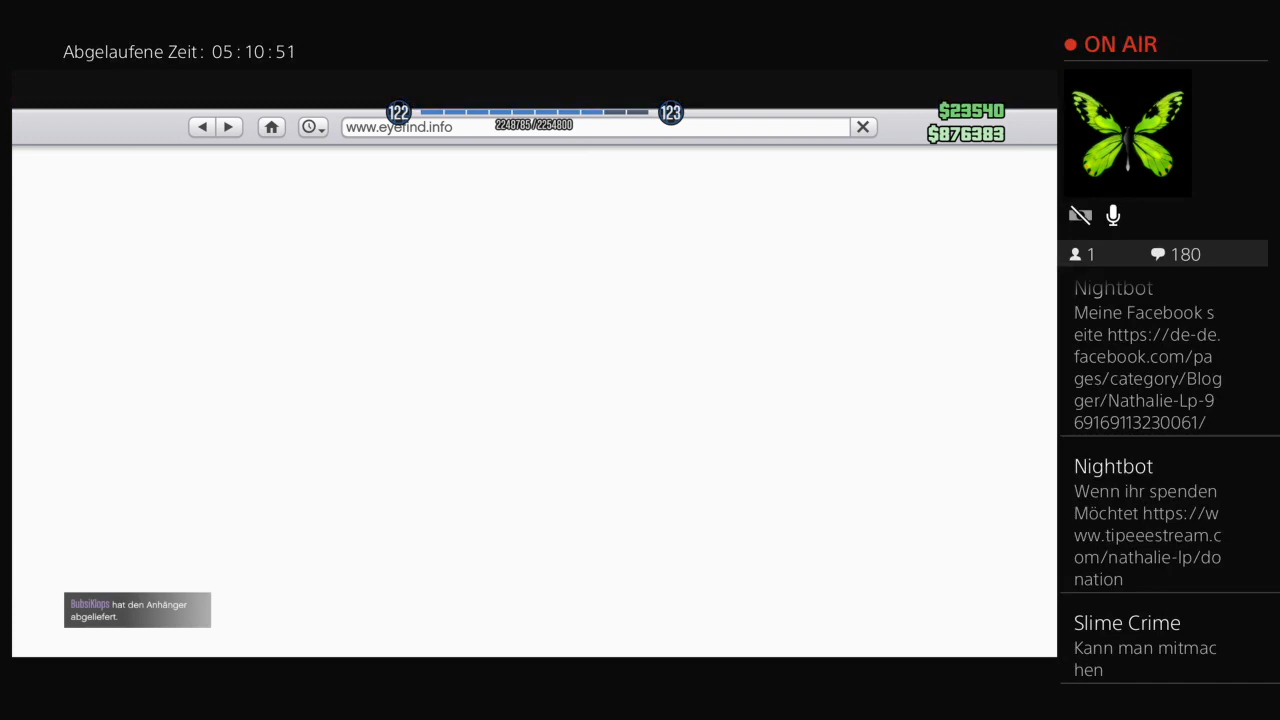 Abgelaufene Zeit: 05:10:51
ON AIR
122
123
$23540
$876383
www.eyefind.info
2248785/2254800
1
180
Nightbot
Meine Facebook s
eite https://de-de.
facebook.com/pa
ges/category/Blog
ger/Nathalie-Lp-9
69169113230061/
Nightbot
Wenn ihr spenden
Möchtet https://w
ww.tipeeestream.c
om/nathalie-lp/do
nation
Slime Crime
Kann man mitmac
hen
BubsiKlops hat den Anhänger
abgeliefert.